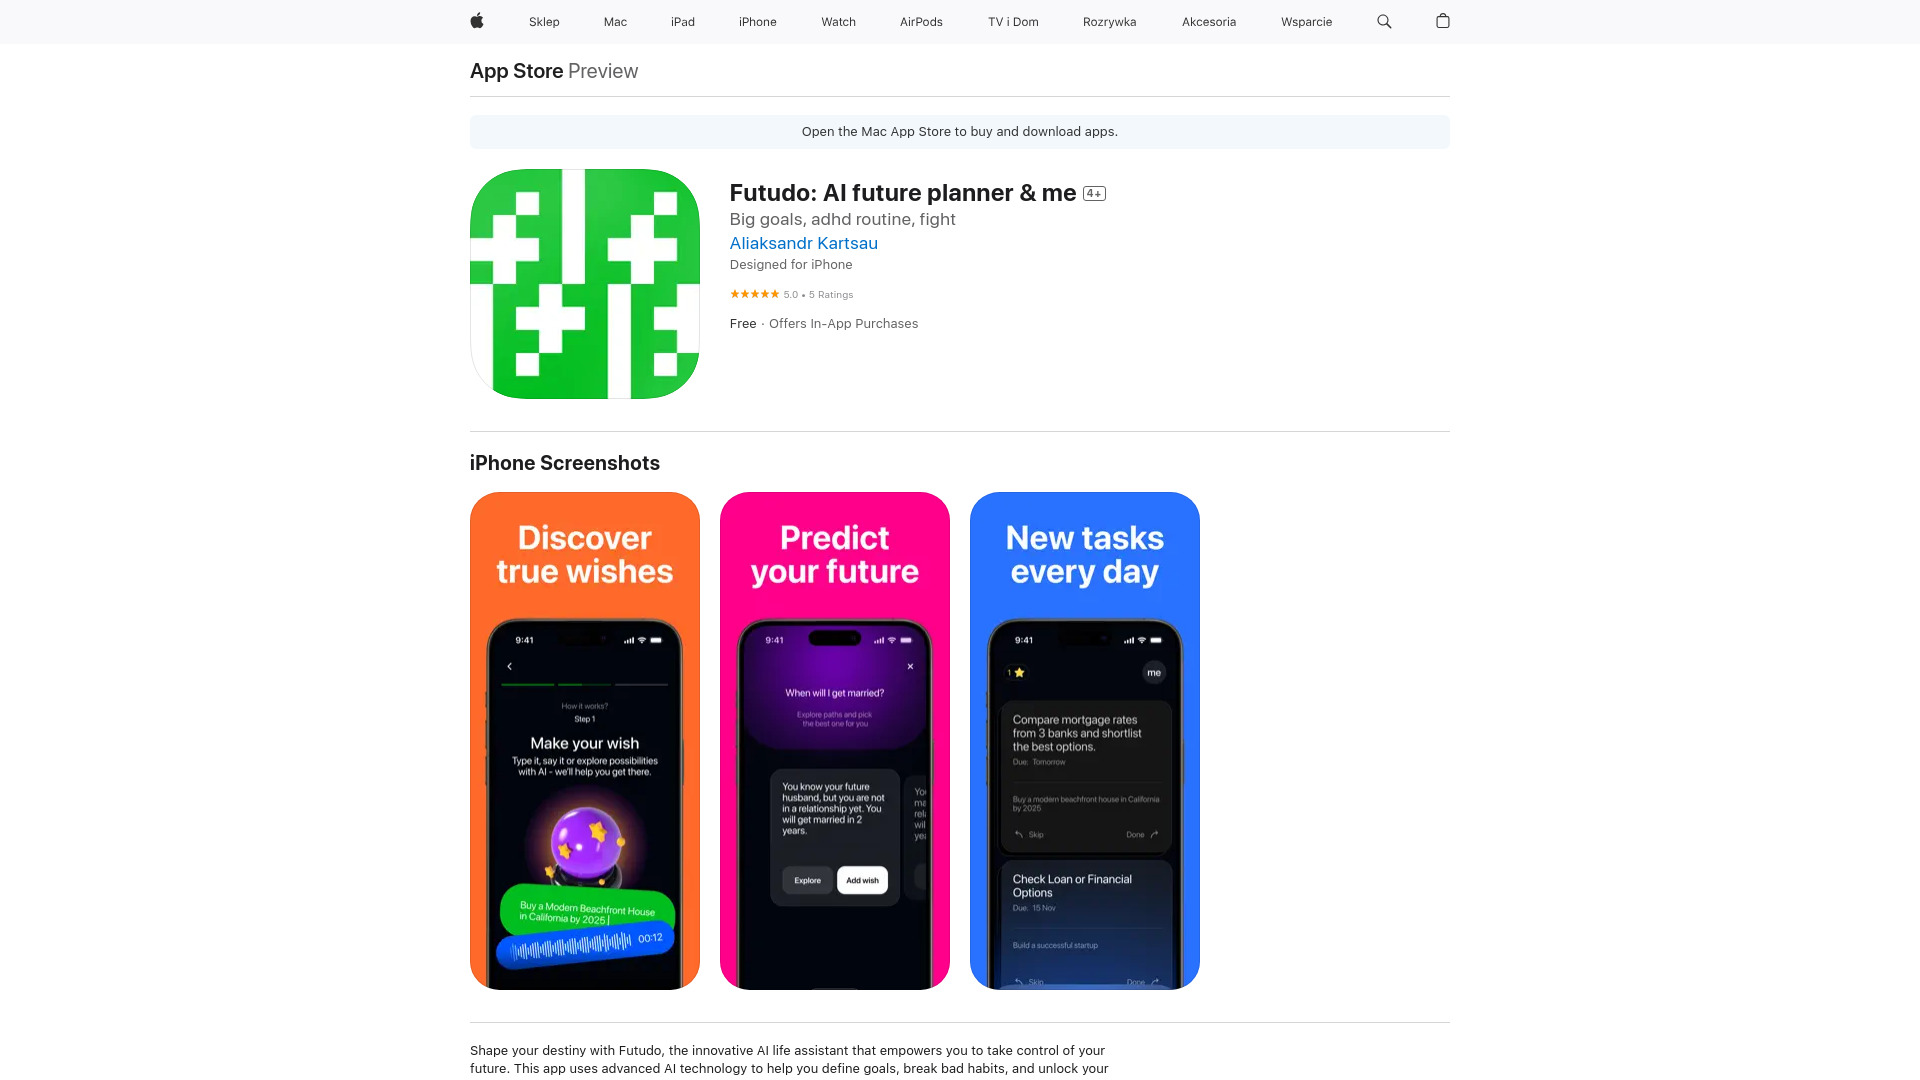 Sklep
Mac
iPad
iPhone
Watch
AirPods
TV i Dom
Rozrywka
Akcesoria
Wsparcie
App Store Preview
Open the Mac App Store to buy and download apps.
Futudo: AI future planner & me 4+
Big goals, adhd routine, fight
Aliaksandr Kartsau
Designed for iPhone
★★★★★ 5.0 • 5 Ratings
Free · Offers In-App Purchases
iPhone Screenshots
Discover
true wishes
9:41
How it works?
Step 1
Make your wish
Type it, say it or explore possibilities
with AI - we'll help you get there.
Buy a Modern Beachfront House
in California by 2025
00:12
Predict
your future
9:41
When will I get married?
Explore paths and pick
the best one for you
You know your future
husband, but you are not
in a relationship yet. You
will get married in 2
years.
Explore
Add wish
New tasks
every day
9:41
1
me
Compare mortgage rates
from 3 banks and shortlist
the best options.
Due: Tomorrow
Buy a modern beachfront house in California
by 2025
Skip
Done
Check Loan or Financial
Options
Due: 15 Nov
Build a successful startup
Skip
Done
Shape your destiny with Futudo, the innovative AI life assistant that empowers you to take control of your
future. This app uses advanced AI technology to help you define goals, break bad habits, and unlock your